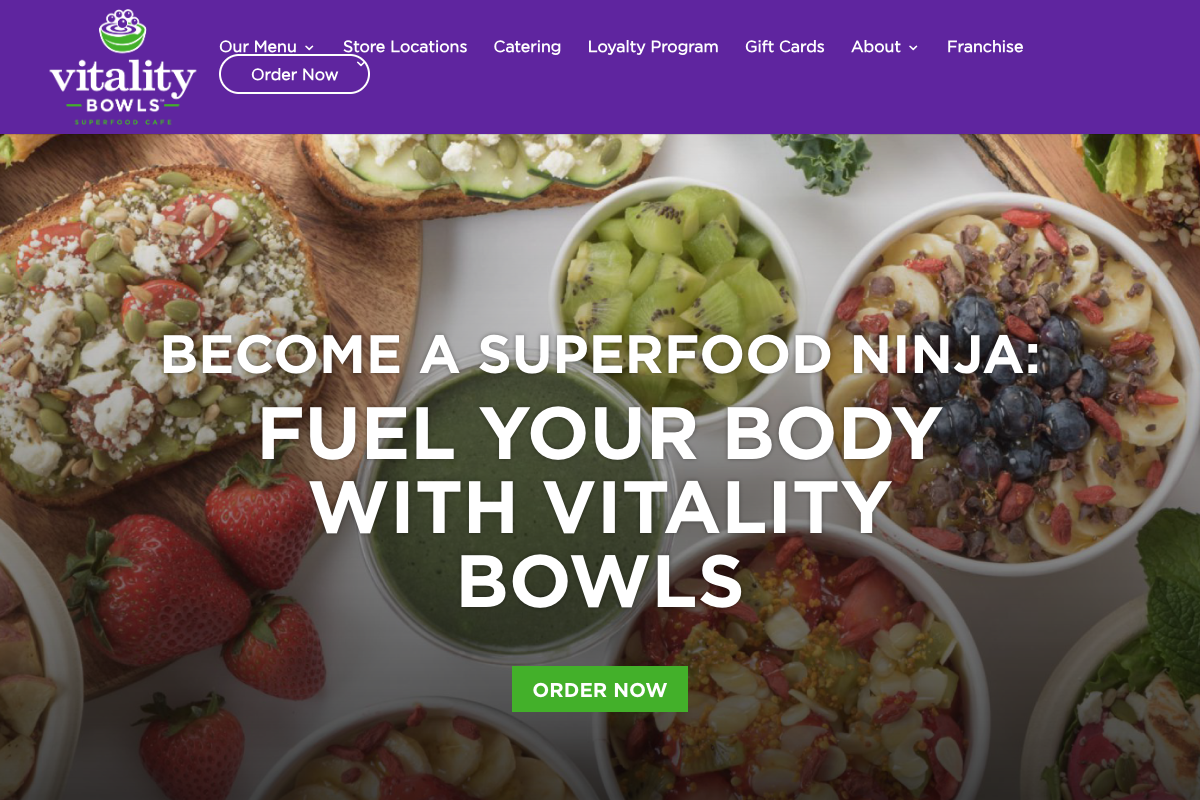 Our Menu
Store Locations
Catering
Loyalty Program
Gift Cards
About
Franchise
Order Now
vitality
BOWLS™
SUPERFOOD CAFE
BECOME A SUPERFOOD NINJA:
FUEL YOUR BODY
WITH VITALITY
BOWLS
ORDER NOW